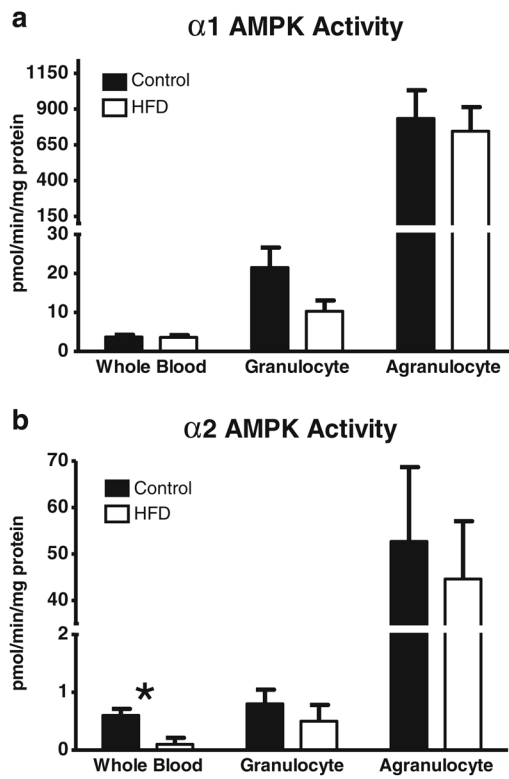 a
α1 AMPK Activity
pmol/min/mg protein
1150
900
650
400
150
30
20
10
0
Control
HFD
Whole Blood Granulocyte Agranulocyte
b
α2 AMPK Activity
pmol/min/mg protein
70
60
50
40
2
1
0
Control
HFD
*
Whole Blood Granulocyte Agranulocyte